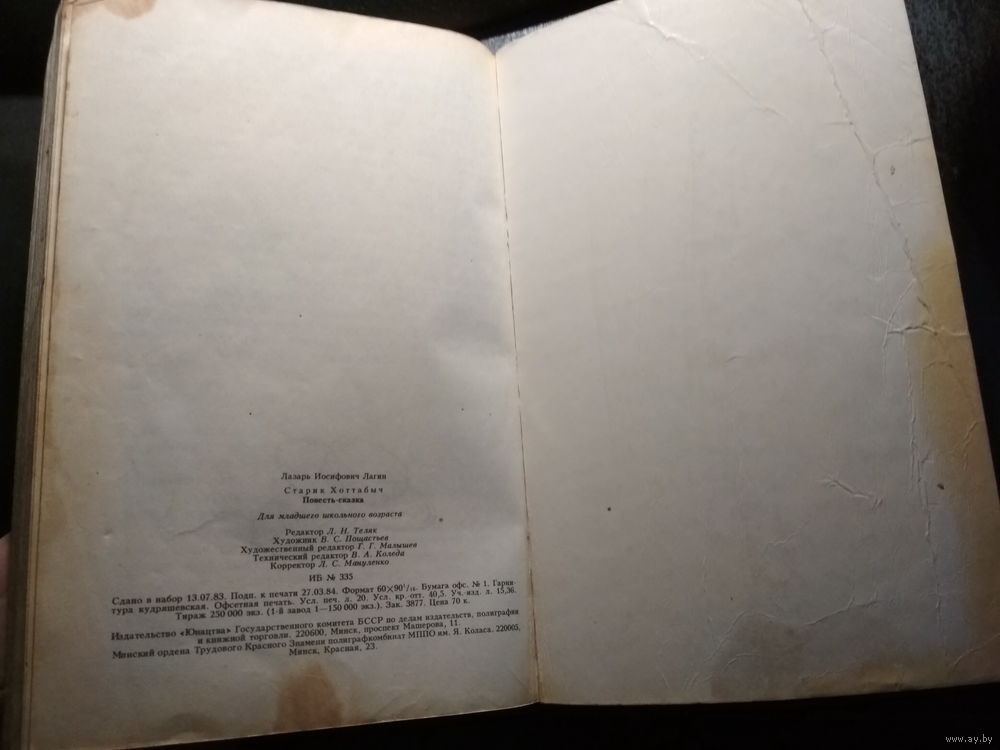 Лазарь Иосифович Лагин
Старик Хоттабыч
Повесть-сказка
Для младшего школьного возраста
Редактор Л. Н. Теляк
Художник В. С. Пощастьев
Художественный редактор Г. Г. Малышев
Технический редактор В. А. Коледа
Корректор Л. С. Мануленко
ИБ № 335
Сдано в набор 13.07.83. Подп. к печати 27.03.84. Формат 60×90¹/₁₆. Бумага офс. № 1. Гарни-
тура кудряшевская. Офсетная печать. Усл. печ. л. 20. Усл. кр.-отт. 40,5. Уч.-изд. л. 15,36.
Тираж 250 000 экз. (1-й завод 1—150 000 экз.). Зак. 3877. Цена 70 к.
Издательство «Юнацтва» Государственного комитета БССР по делам издательств, полиграфии
и книжной торговли. 220600, Минск, проспект Машерова, 11.
Минский ордена Трудового Красного Знамени полиграфкомбинат МППО им. Я. Коласа. 220005,
Минск, Красная, 23.
www.ay.by